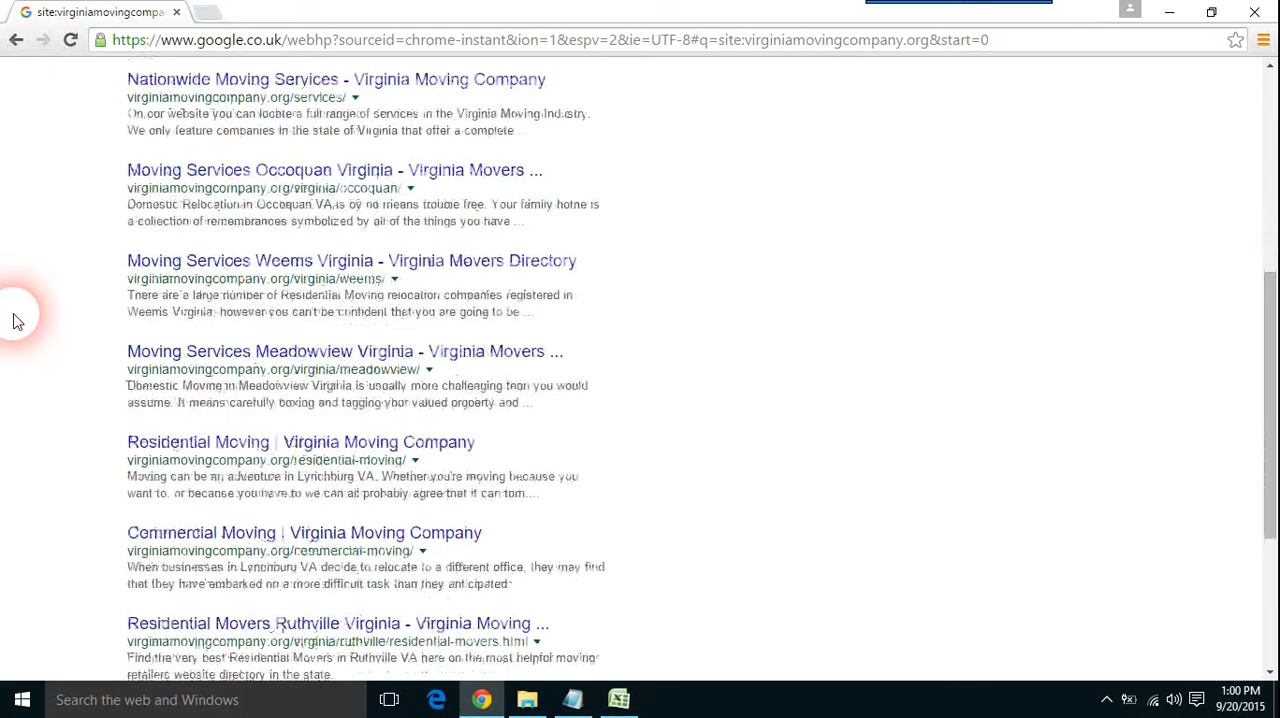 site:virginiamovingcompa
https://www.google.co.uk/webhp?sourceid=chrome-instant&ion=1&espv=2&ie=UTF-8#q=site:virginiamovingcompany.org&start=0
Nationwide Moving Services - Virginia Moving Company
virginiamovingcompany.org/services/
On our website you can locate a full range of services in the Virginia Moving Industry.
We only feature companies in the state of Virginia that offer a complete ...
Moving Services Occoquan Virginia - Virginia Movers ...
virginiamovingcompany.org/virginia/occoquan/
Domestic Relocation in Occoquan VA is by no means trouble free. Your family home is
a collection of remembrances symbolized by all of the things you have ...
Moving Services Weems Virginia - Virginia Movers Directory
virginiamovingcompany.org/virginia/weems/
There are a large number of Residential Moving relocation companies registered in
Weems Virginia, however you can't be confident that you are going to be ...
Moving Services Meadowview Virginia - Virginia Movers ...
virginiamovingcompany.org/virginia/meadowview/
Domestic Moving in Meadowview Virginia is usually more challenging than you would
assume. It means carefully boxing and tagging your valued property and ...
Residential Moving | Virginia Moving Company
virginiamovingcompany.org/residential-moving/
Moving can be an adventure in Lynchburg VA. Whether you're moving because you
want to, or because you have to we can all probably agree that it can turn....
Commercial Moving | Virginia Moving Company
virginiamovingcompany.org/commercial-moving/
When businesses in Lynchburg VA decide to relocate to a different office, they may find
that they have embarked on a more difficult task than they anticipated
Residential Movers Ruthville Virginia - Virginia Moving ...
virginiamovingcompany.org/virginia/ruthville/residential-movers.html
Find the very best Residential Movers in Ruthville VA here on the most helpful moving
retailers website directory in the state.
Search the web and Windows
1:00 PM
9/20/2015